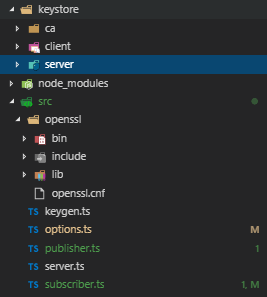 keystore
ca
client
server
node_modules
src
openssl
bin
include
lib
openssl.cnf
TS keygen.ts
TS options.ts M
TS publisher.ts 1
TS server.ts
TS subscriber.ts 1, M